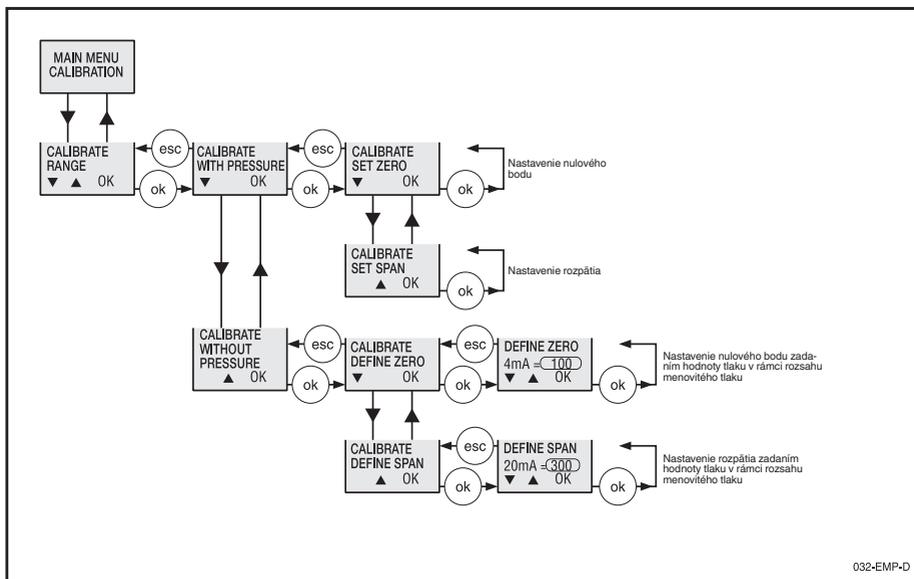 MAIN MENU
CALIBRATION
CALIBRATE
RANGE
▼ ▲ OK
esc
ok
CALIBRATE
WITH PRESSURE
▼ OK
esc
ok
CALIBRATE
SET ZERO
▼ OK
ok
Nastavenie nulového
bodu
CALIBRATE
SET SPAN
▲ OK
ok
Nastavenie rozpätia
CALIBRATE
WITHOUT
PRESSURE
▲ OK
esc
ok
CALIBRATE
DEFINE ZERO
▼ OK
esc
ok
DEFINE ZERO
4mA = 100
▼ ▲ OK
ok
Nastavenie nulového bodu zada-
ním hodnoty tlaku v rámci rozsahu
menovitého tlaku
CALIBRATE
DEFINE SPAN
▲ OK
esc
ok
DEFINE SPAN
20mA =300
▼ ▲ OK
ok
Nastavenie rozpätia zadaním
hodnoty tlaku v rámci rozsahu
menovitého tlaku
032-EMP-D